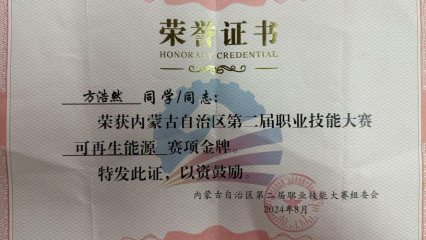 荣誉证书
HONORARY CREDENTIAL
方浩然 同学/同志:
荣获内蒙古自治区第二届职业技能大赛
可再生能源 赛项金牌。
特发此证,以资鼓励。
内蒙古自治区第二届职业技能大赛组委会
2024年8月